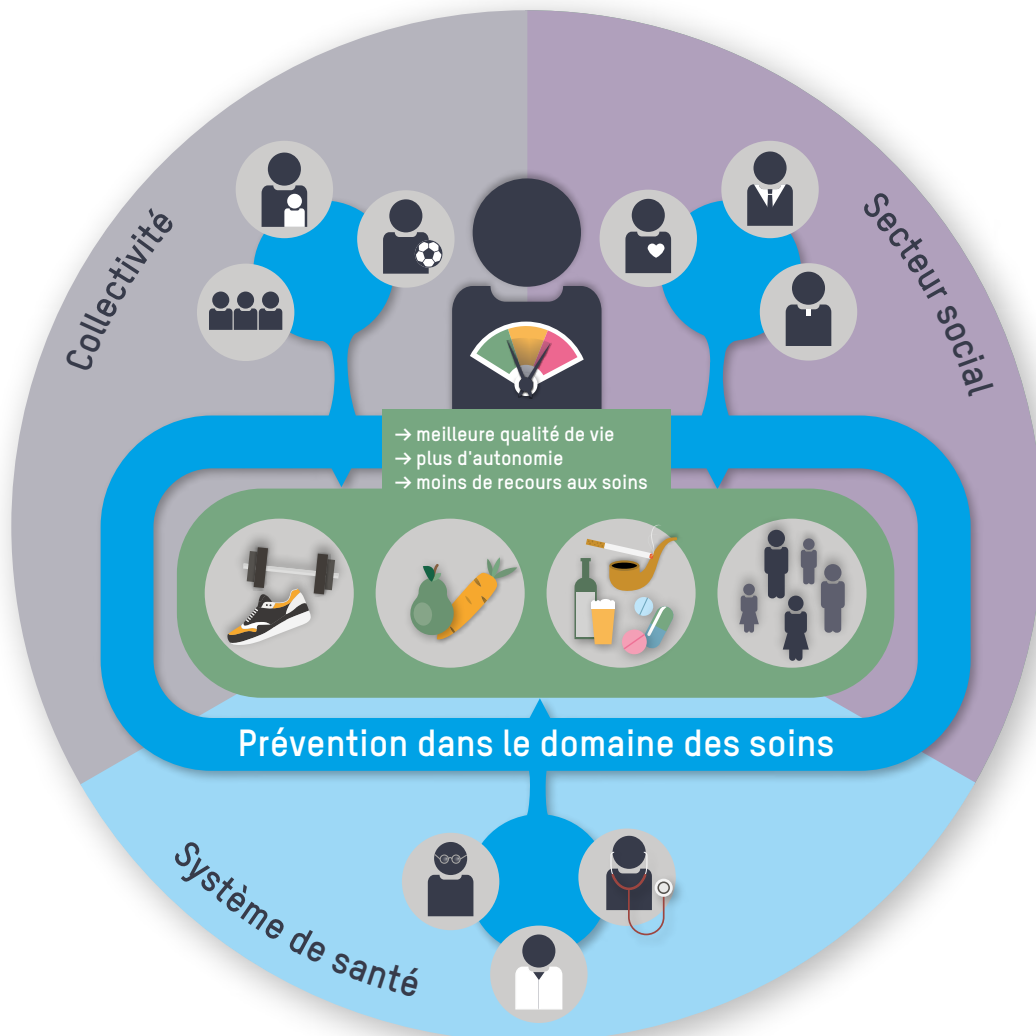 Collectivité
Secteur social
→ meilleure qualité de vie
→ plus d'autonomie
→ moins de recours aux soins
Prévention dans le domaine des soins
Système de santé